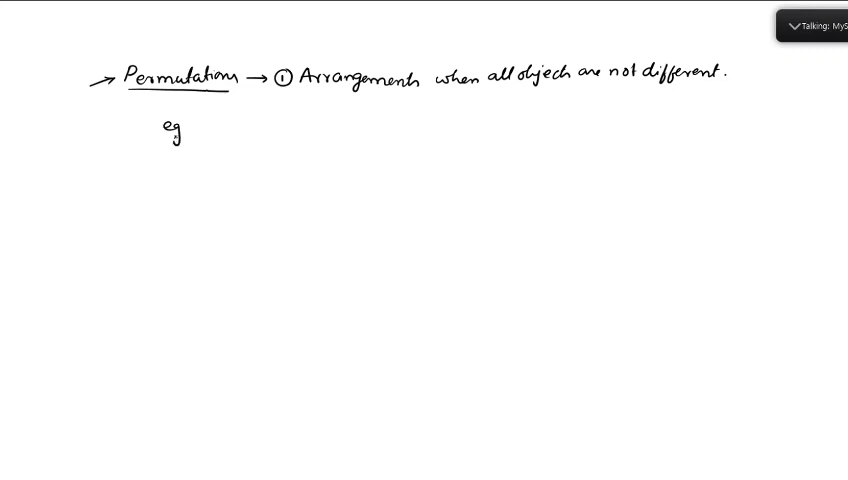 Talking: MyS
→ Permutations → ① Arrangements when all objects are not different.
eg